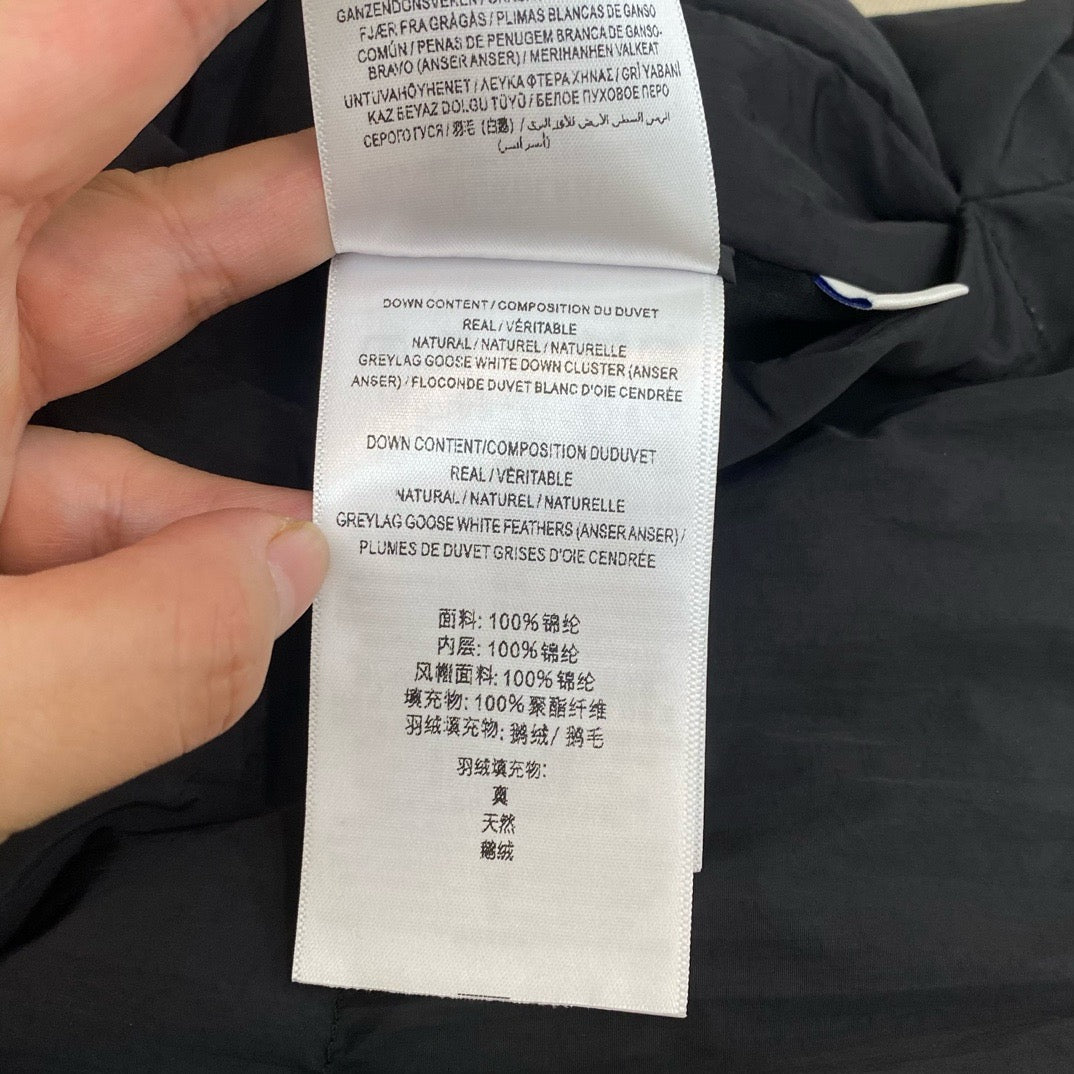 GANZENDONSVEREN /
FJÆR FRA GRÅGÅS / PLIMAS BLANCAS DE GANSO
COMÚN / PENAS DE PENUGEM BRANCA DE GANSO-
BRAVO (ANSER ANSER) / MERIHANHEN VALKEAT
UNTUVAHÖYHENET / ΛΕΥΚΑ ΦΤΕΡΑ ΧΗΝΑΣ / GRİ YABANI
KAZ BEYAZ DOLGU TÜYÜ / БЕЛОЕ ПУХОВОЕ ПЕРО
СЕРОГО ГУСЯ / 羽毛 (白鹅) /
DOWN CONTENT / COMPOSITION DU DUVET
REAL / VÉRITABLE
NATURAL / NATUREL / NATURELLE
GREYLAG GOOSE WHITE DOWN CLUSTER (ANSER
ANSER) / FLOCONDE DUVET BLANC D'OIE CENDRÉE
DOWN CONTENT/COMPOSITION DUDUVET
REAL / VÉRITABLE
NATURAL / NATUREL / NATURELLE
GREYLAG GOOSE WHITE FEATHERS (ANSER ANSER) /
PLUMES DE DUVET GRISES D'OIE CENDRÉE
面料: 100%锦纶
内层: 100%锦纶
风帽面料: 100%锦纶
填充物: 100%聚酯纤维
羽绒填充物: 鹅绒/ 鹅毛
羽绒填充物:
真
天然
鹅绒